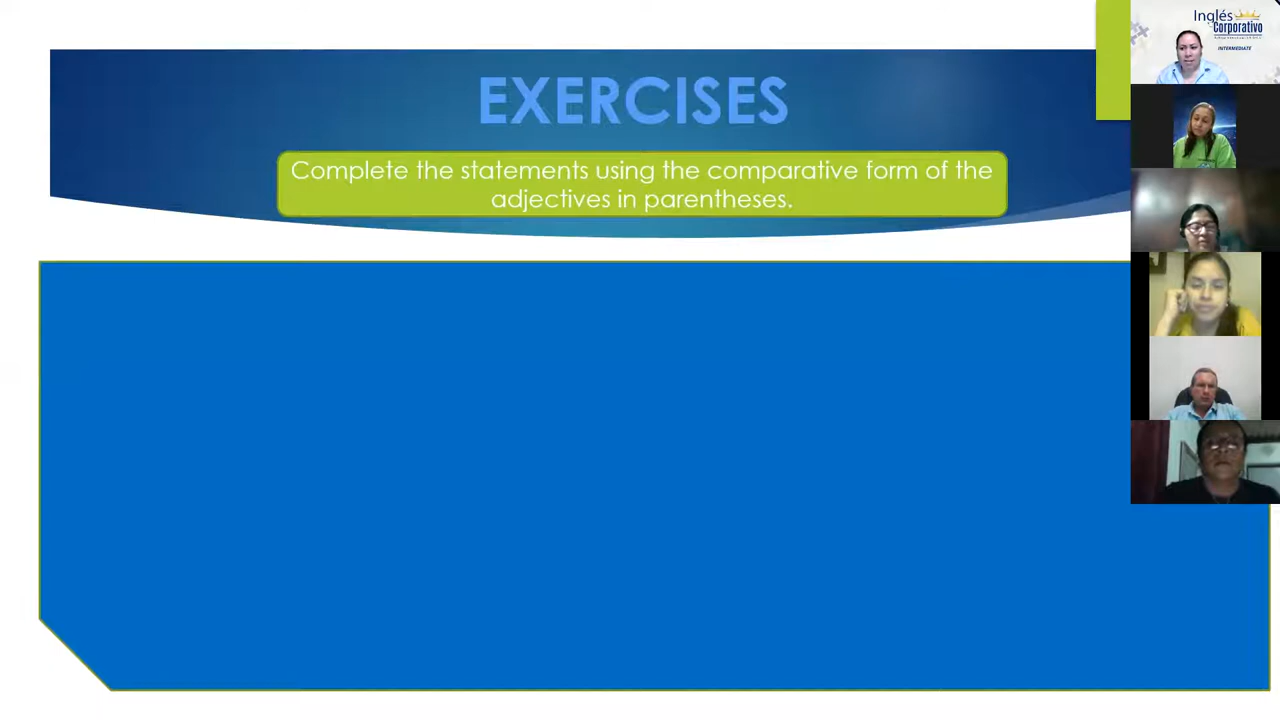 EXERCISES
Complete the statements using the comparative form of the
adjectives in parentheses.
Inglés
Corporativo
INTERMEDIATE